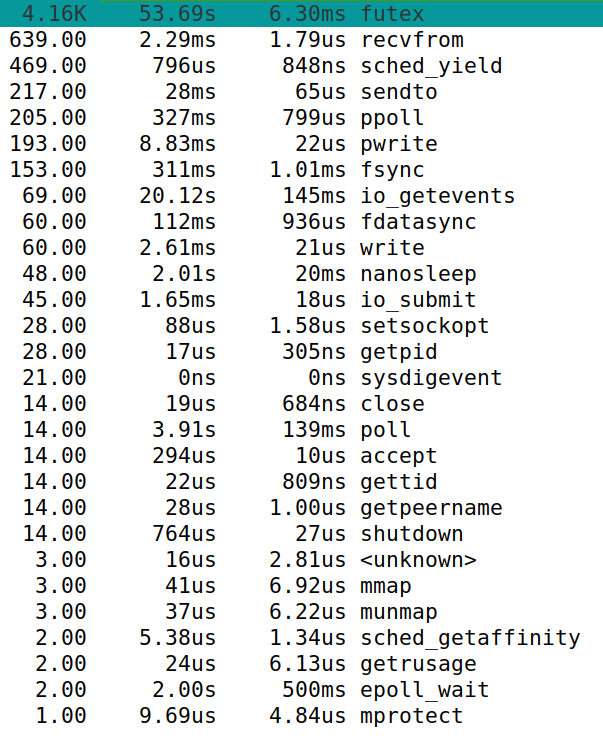 4.16K 53.69s 6.30ms futex
639.00 2.29ms 1.79us recvfrom
469.00 796us 848ns sched_yield
217.00 28ms 65us sendto
205.00 327ms 799us ppoll
193.00 8.83ms 22us pwrite
153.00 311ms 1.01ms fsync
69.00 20.12s 145ms io_getevents
60.00 112ms 936us fdatasync
60.00 2.61ms 21us write
48.00 2.01s 20ms nanosleep
45.00 1.65ms 18us io_submit
28.00 88us 1.58us setsockopt
28.00 17us 305ns getpid
21.00 0ns 0ns sysdigevent
14.00 19us 684ns close
14.00 3.91s 139ms poll
14.00 294us 10us accept
14.00 22us 809ns gettid
14.00 28us 1.00us getpeername
14.00 764us 27us shutdown
3.00 16us 2.81us <unknown>
3.00 41us 6.92us mmap
3.00 37us 6.22us munmap
2.00 5.38us 1.34us sched_getaffinity
2.00 24us 6.13us getrusage
2.00 2.00s 500ms epoll_wait
1.00 9.69us 4.84us mprotect